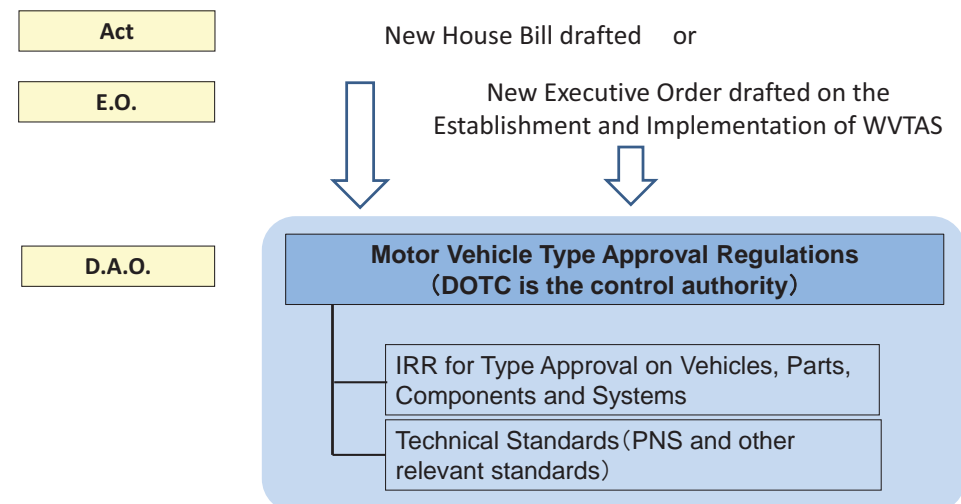 Act
New House Bill drafted or
E.O.
New Executive Order drafted on the
Establishment and Implementation of WVTAS
D.A.O.
Motor Vehicle Type Approval Regulations
（DOTC is the control authority）
IRR for Type Approval on Vehicles, Parts,
Components and Systems
Technical Standards（PNS and other
relevant standards）